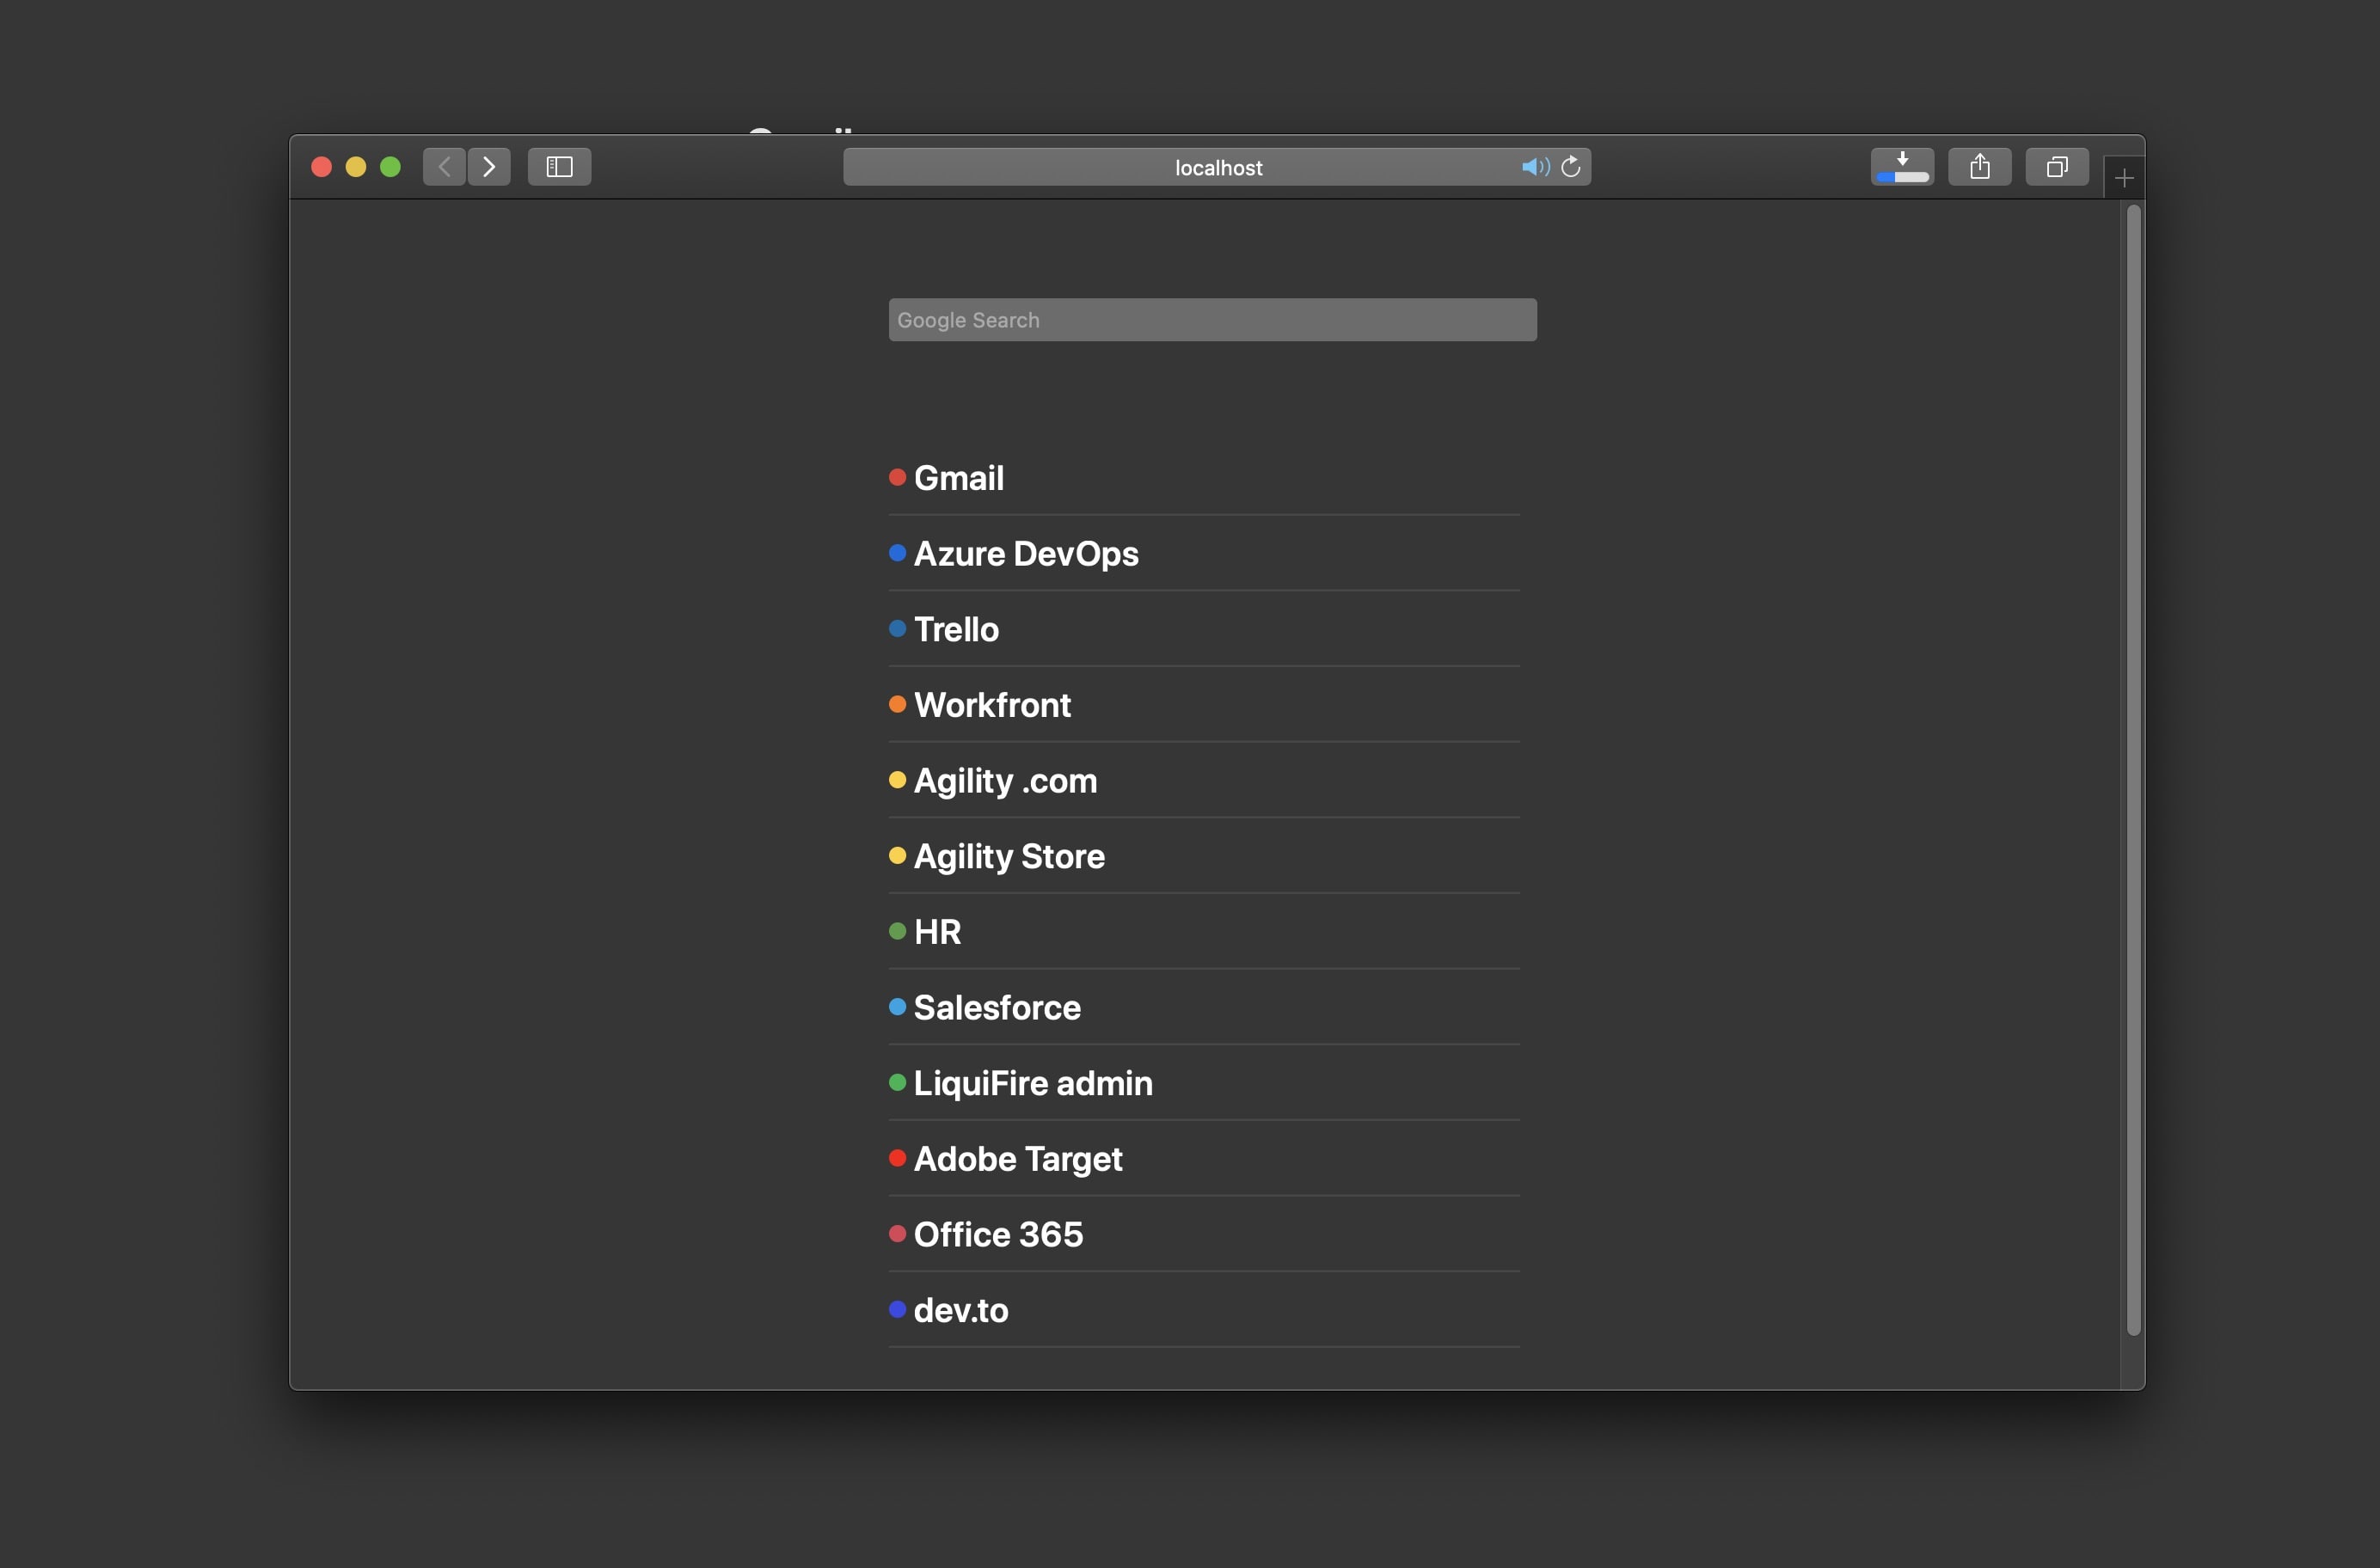 localhost
Google Search
Gmail
Azure DevOps
Trello
Workfront
Agility .com
Agility Store
HR
Salesforce
LiquiFire admin
Adobe Target
Office 365
dev.to